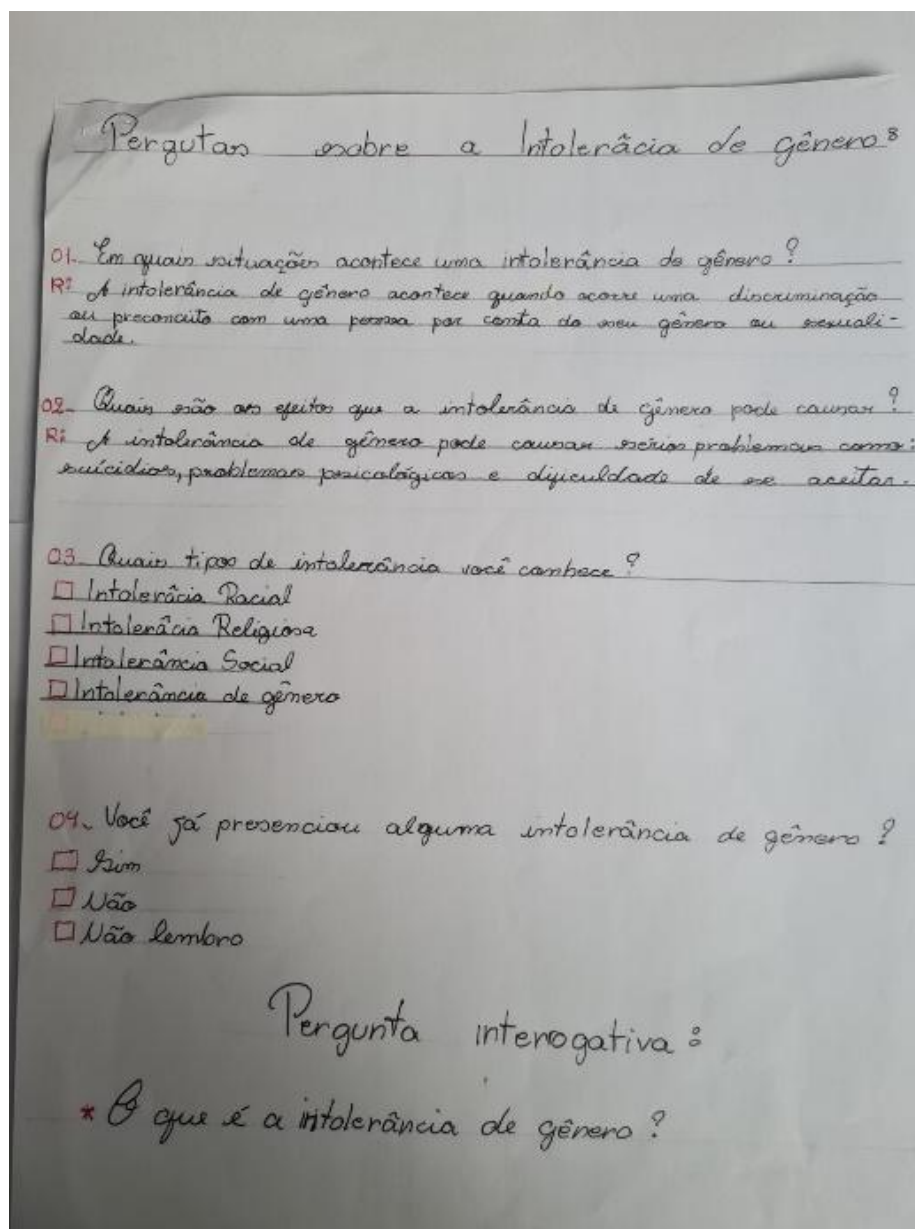 Pergutas sobre a Intolerâcia de gênero:
01. Em quais situações acontece uma intolerância de gênero?
R: A intolerância de gênero acontece quando acorre uma discriminação
ou preconceito com uma pessoa por conta do seu gênero ou sexuali-
dade.
02- Quais são os efeitos que a intolerância de gênero pode causar?
R: A intolerância de gênero pode causar sérios problemas como:
suícidios, problemas psicológicos e dificuldade de se aceitar.
03- Quais tipos de intolerância você conhece?
□ Intolerâcia Racial
□ Intolerâcia Religiosa
□ Intolerância Social
□ Intolerância de gênero
04- Você já presenciou alguma intolerância de gênero?
□ Sim
□ Não
□ Não lembro
Pergunta interogativa:
* O que é a intolerância de gênero?